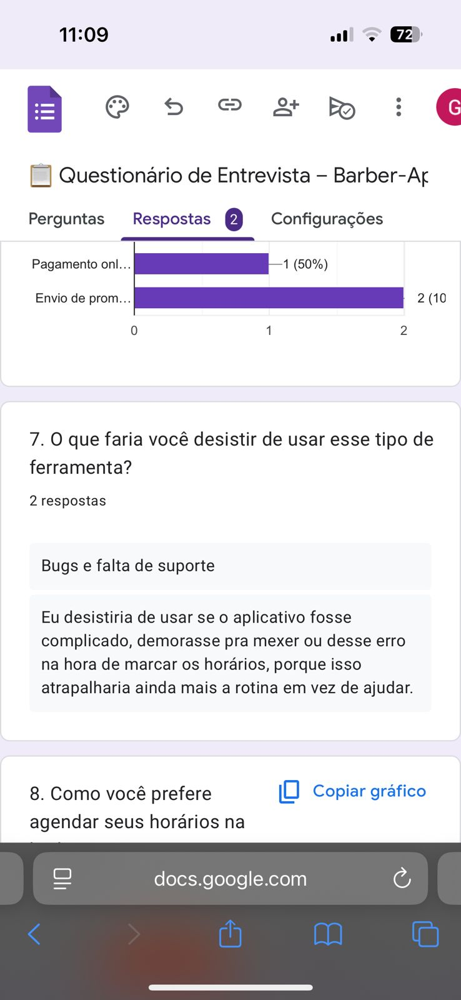 11:09
72
G
Questionário de Entrevista – Barber-Ap
Perguntas
Respostas
2
Configurações
Pagamento onl...
1 (50%)
Envio de prom...
2 (10
0
1
2
7. O que faria você desistir de usar esse tipo de
ferramenta?
2 respostas
Bugs e falta de suporte
Eu desistiria de usar se o aplicativo fosse
complicado, demorasse pra mexer ou desse erro
na hora de marcar os horários, porque isso
atrapalharia ainda mais a rotina em vez de ajudar.
8. Como você prefere
agendar seus horários na
Copiar gráfico
docs.google.com